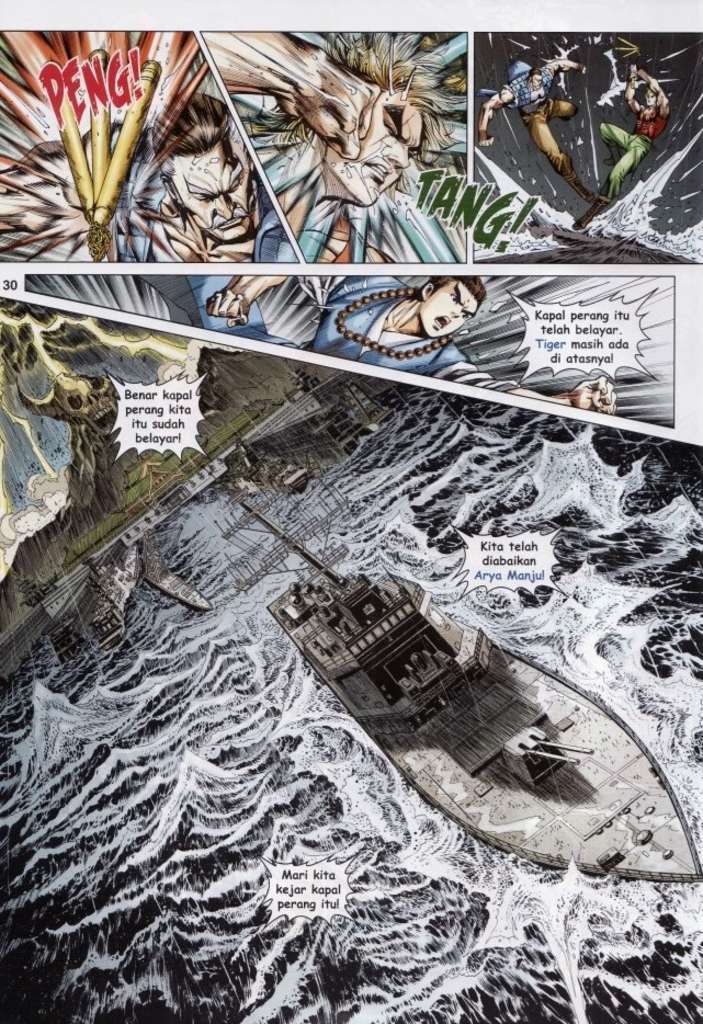 PENG!
TANG!
30
Kapal perang itu
telah belayar.
Tiger masih ada
di atasnya!
Benar kapal
perang kita
itu sudah
belayar!
Kita telah
diabaikan
Arya Manju!
Mari kita
kejar kapal
perang itu!